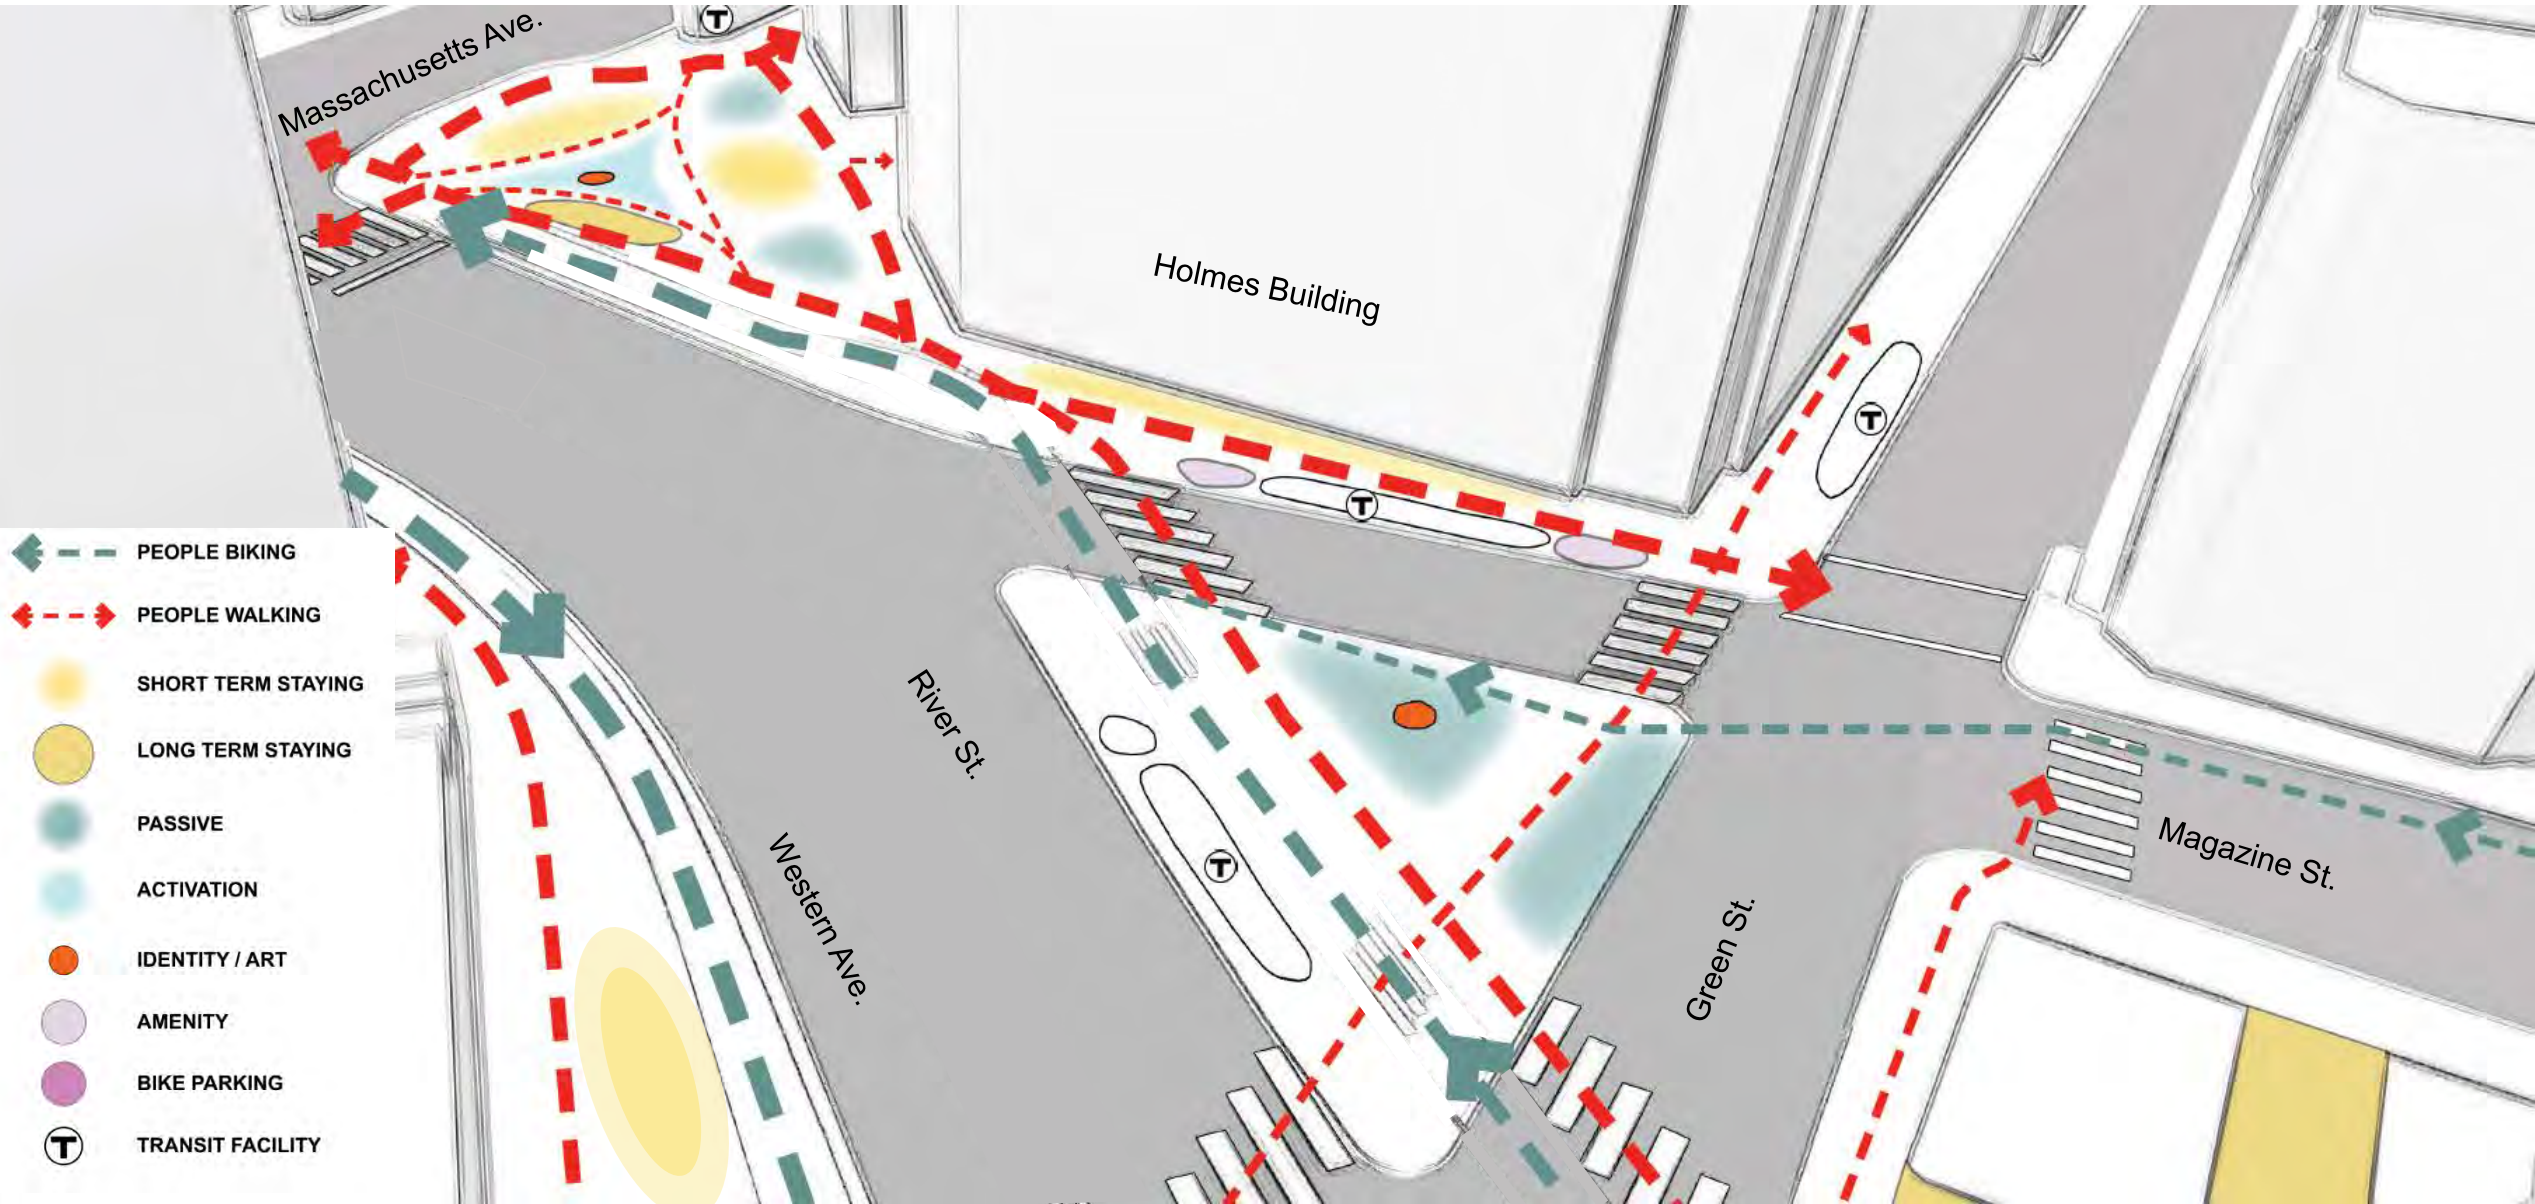 T
Massachusetts Ave.
Holmes Building
T
T
River St.
T
Western Ave.
Green St.
Magazine St.
PEOPLE BIKING
PEOPLE WALKING
SHORT TERM STAYING
LONG TERM STAYING
PASSIVE
ACTIVATION
IDENTITY / ART
AMENITY
BIKE PARKING
T TRANSIT FACILITY